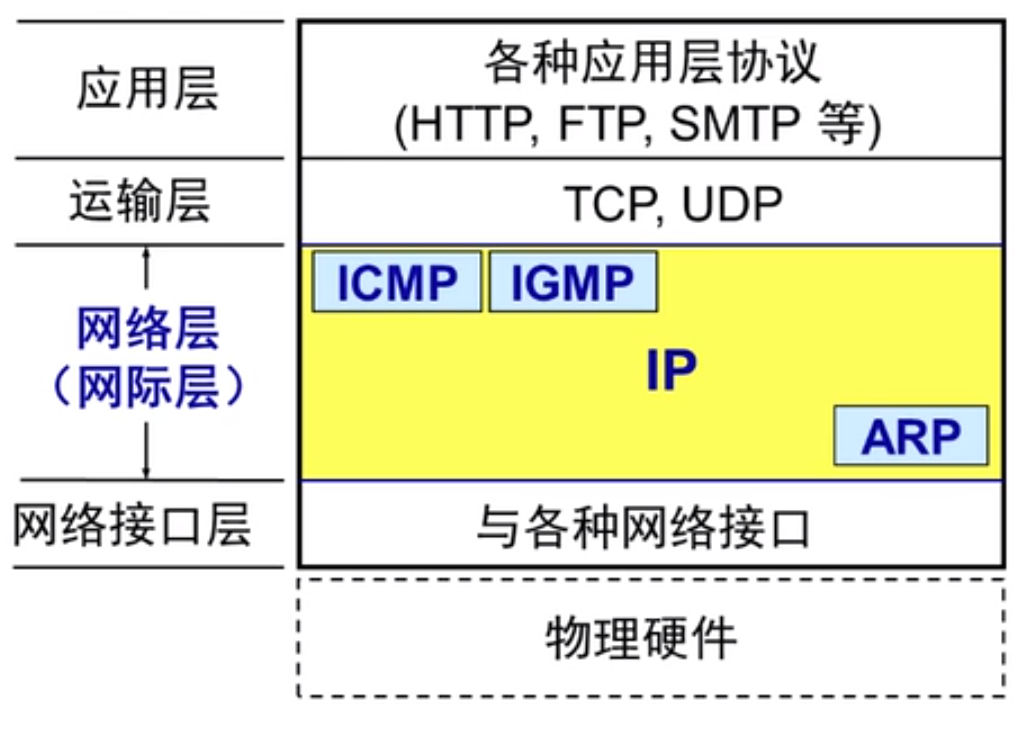 应用层
各种应用层协议
(HTTP, FTP, SMTP 等)
运输层
TCP, UDP
ICMP IGMP
网络层
（网际层）
IP
ARP
网络接口层
与各种网络接口
物理硬件